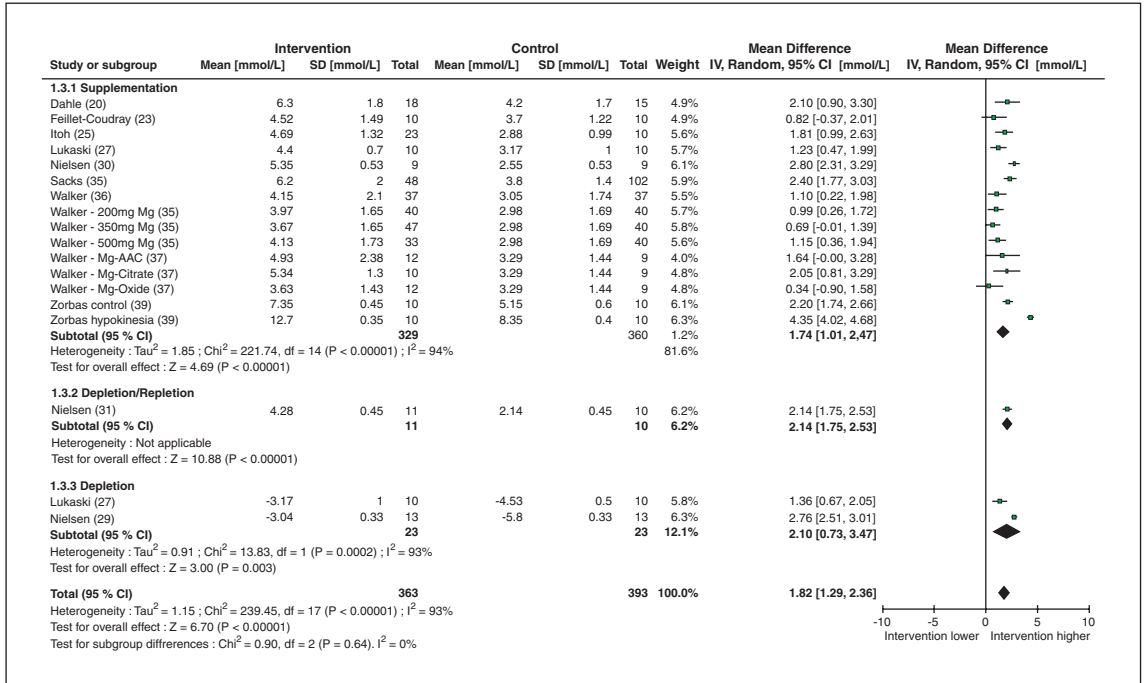 Intervention Control Mean Difference Mean Difference
Study or subgroup Mean [mmol/L] SD [mmol/L] Total Mean [mmol/L] SD [mmol/L] Total Weight IV, Random, 95% CI [mmol/L] IV, Random, 95% CI [mmol/L]
1.3.1 Supplementation
Dahle (20) 6.3 1.8 18 4.2 1.7 15 4.9% 2.10 [0.90, 3.30]
Feillet-Coudray (23) 4.52 1.49 10 3.7 1.22 10 4.9% 0.82 [-0.37, 2.01]
Itoh (25) 4.69 1.32 23 2.88 0.99 10 5.6% 1.81 [0.99, 2.63]
Lukaski (27) 4.4 0.7 10 3.17 1 10 5.7% 1.23 [0.47, 1.99]
Nielsen (30) 5.35 0.53 9 2.55 0.53 9 6.1% 2.80 [2.31, 3.29]
Sacks (35) 6.2 2 48 3.8 1.4 102 5.9% 2.40 [1.77, 3.03]
Walker (36) 4.15 2.1 37 3.05 1.74 37 5.5% 1.10 [0.22, 1.98]
Walker - 200mg Mg (35) 3.97 1.65 40 2.98 1.69 40 5.7% 0.99 [0.26, 1.72]
Walker - 350mg Mg (35) 3.67 1.65 47 2.98 1.69 40 5.7% 0.69 [-0.01, 1.39]
Walker - 500mg Mg (35) 4.13 1.73 33 2.98 1.69 40 5.6% 1.15 [0.36, 1.94]
Walker - Mg-AAC (37) 4.93 2.38 12 3.29 1.44 9 4.0% 1.64 [-0.00, 3.28]
Walker - Mg-Citrate (37) 5.34 1.3 10 3.29 1.44 9 4.8% 2.05 [0.81, 3.29]
Walker - Mg-Oxide (37) 3.63 1.43 12 3.29 1.44 9 4.8% 0.34 [-0.90, 1.58]
Zorbas control (39) 7.35 0.45 10 5.15 0.6 10 6.1% 2.20 [1.74, 2.66]
Zorbas hypokinesia (39) 12.7 0.35 10 8.35 0.4 10 6.3% 4.35 [4.02, 4.68]
Subtotal (95 % CI) 329 360 1.2% 1.74 [1.01, 2,47]
Heterogeneity : Tau² = 1.85 ; Chi² = 221.74, df = 14 (P < 0.00001) ; I² = 94% 81.6%
Test for overall effect : Z = 4.69 (P < 0.00001)
1.3.2 Depletion/Repletion
Nielsen (31) 4.28 0.45 11 2.14 0.45 10 6.2% 2.14 [1.75, 2.53]
Subtotal (95 % CI) 11 10 6.2% 2.14 [1.75, 2.53]
Heterogeneity : Not applicable
Test for overall effect : Z = 10.88 (P < 0.00001)
1.3.3 Depletion
Lukaski (27) -3.17 1 10 -4.53 0.5 10 5.8% 1.36 [0.67, 2.05]
Nielsen (29) -3.04 0.33 13 -5.8 0.33 13 6.3% 2.76 [2.51, 3.01]
Subtotal (95 % CI) 23 23 12.1% 2.10 [0.73, 3.47]
Heterogeneity : Tau² = 0.91 ; Chi² = 13.83, df = 1 (P = 0.0002) ; I² = 93%
Test for overall effect : Z = 3.00 (P = 0.003)
Total (95 % CI) 363 393 100.0% 1.82 [1.29, 2.36]
Heterogeneity : Tau² = 1.15 ; Chi² = 239.45, df = 17 (P < 0.00001) ; I² = 93%
Test for overall effect : Z = 6.70 (P < 0.00001)
Test for subgroup diffrerences : Chi² = 0.90, df = 2 (P = 0.64). I² = 0%
-10 -5 0 5 10
Intervention lower Intervention higher